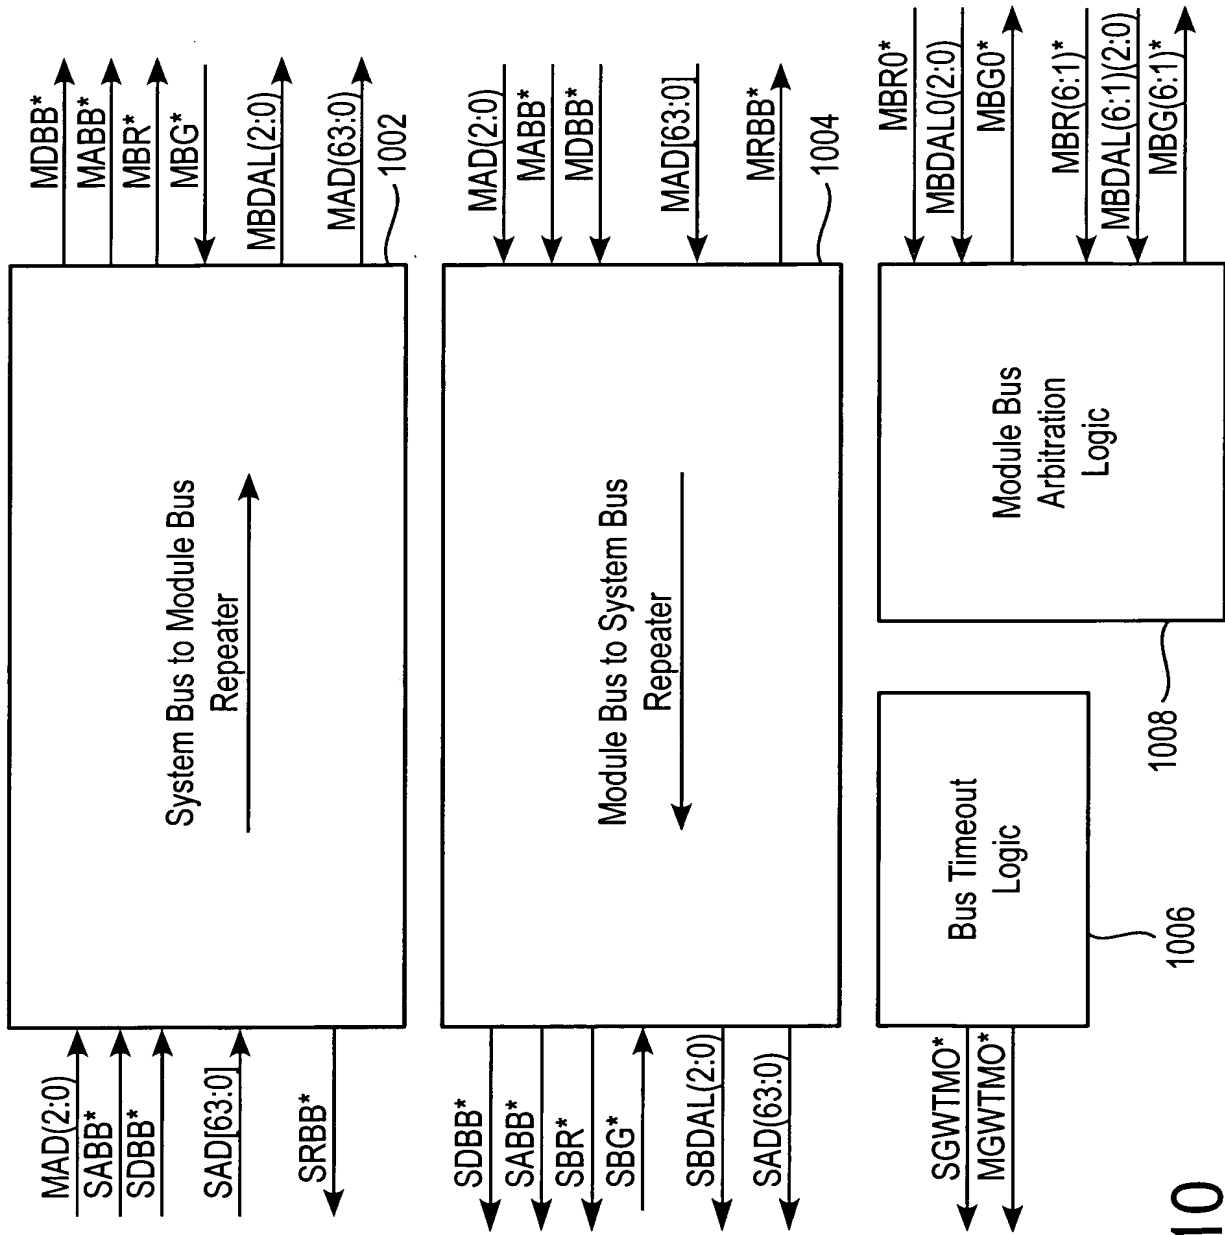 MAD(2:0)
SABB*
SDBB*
SAD[63:0]
SRBB*
System Bus to Module Bus
Repeater
MDBB*
MABB*
MBR*
MBG*
MBDAL(2:0)
MAD(63:0)
1002
SDBB*
SABB*
SBR*
SBG*
SBDAL(2:0)
SAD(63:0)
Module Bus to System Bus
Repeater
MAD(2:0)
MABB*
MDBB*
MAD[63:0]
MRBB*
1004
SGWTMO*
MGWTMO*
Bus Timeout
Logic
1006
Module Bus
Arbitration
Logic
1008
MBR0*
MBDAL0(2:0)
MBG0*
MBR(6:1)*
MBDAL(6:1)(2:0)
MBG(6:1)*
10